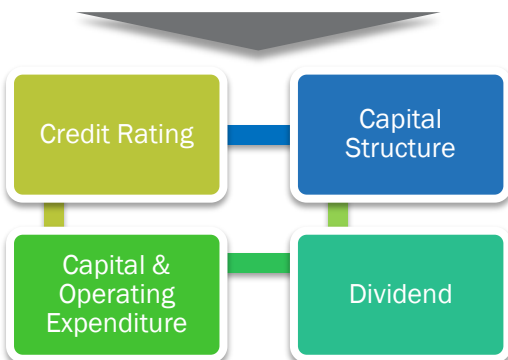 Credit Rating
Capital
Structure
Capital &
Operating
Expenditure
Dividend